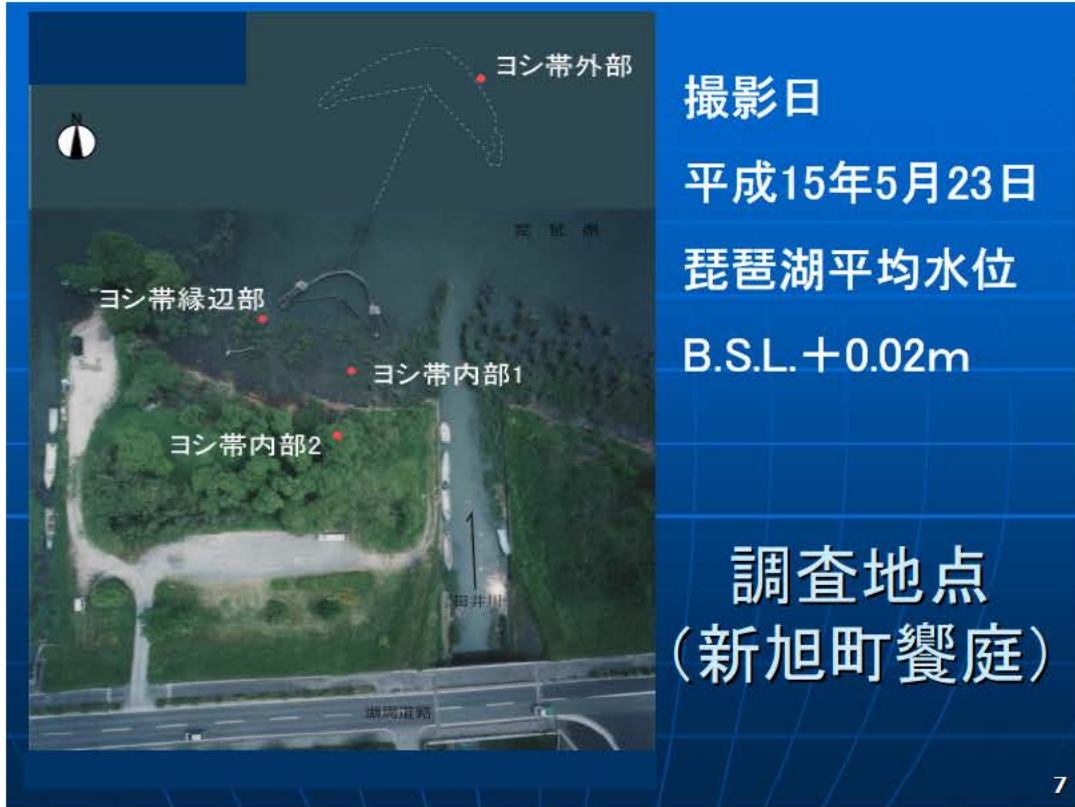 N
ヨシ帯外部
琵琶湖
ヨシ帯縁辺部
ヨシ帯内部1
ヨシ帯内部2
湖周道路
撮影日
平成15年5月23日
琵琶湖平均水位
B.S.L.+0.02m
調査地点
(新旭町饗庭)
7